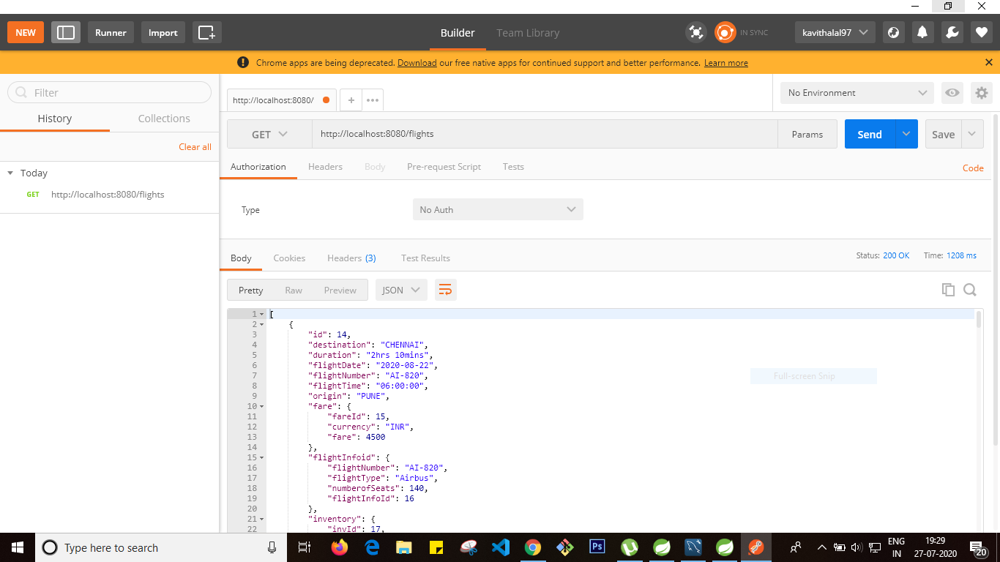 NEW Runner Import Builder Team Library IN SYNC kavithalal97
Chrome apps are being deprecated. Download our free native apps for continued support and better performance. Learn more
Filter
History Collections
Clear all
Today
GET http://localhost:8080/flights
http://localhost:8080/ + ••• No Environment
GET http://localhost:8080/flights Params Send Save
Authorization Headers Body Pre-request Script Tests Code
Type No Auth
Body Cookies Headers (3) Test Results Status: 200 OK Time: 1208 ms
Pretty Raw Preview JSON
1 [
2 {
3 "id": 14,
4 "destination": "CHENNAI",
5 "duration": "2hrs 10mins",
6 "flightDate": "2020-08-22",
7 "flightNumber": "AI-820",
8 "flightTime": "06:00:00",
9 "origin": "PUNE",
10 "fare": {
11 "fareId": 15,
12 "currency": "INR",
13 "fare": 4500
14 },
15 "flightInfoid": {
16 "flightNumber": "AI-820",
17 "flightType": "Airbus",
18 "numberofSeats": 140,
19 "flightInfoId": 16
20 },
21 "inventory": {
22 "invId": 17,
Full-screen Snip
Type here to search
Ps
ENG
IN
19:29
27-07-2020
20